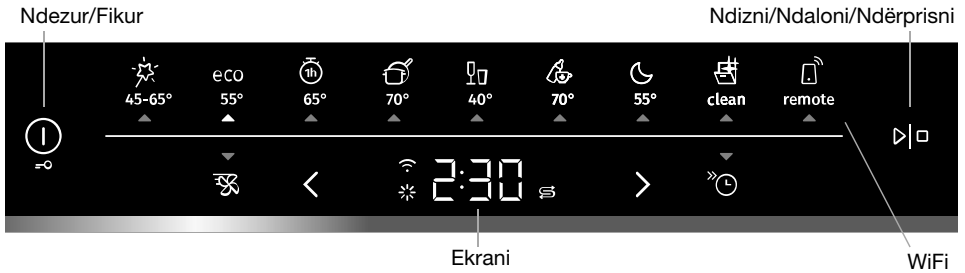 Ndezur/Fikur
Ndizni/Ndaloni/Ndërprisni
eco
1h
45-65° 55° 65° 70° 40° 70° 55° clean remote
2:30
Ekrani
WiFi